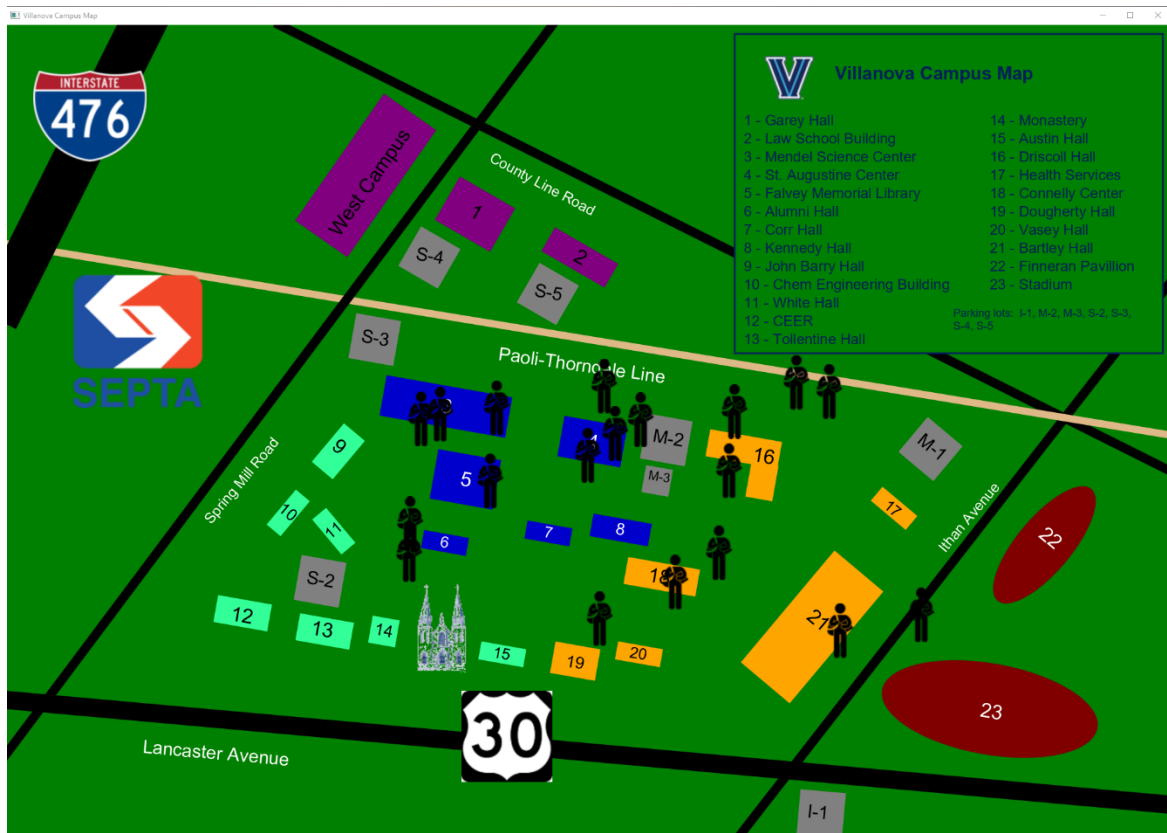 Villanova Campus Map
INTERSTATE
476
Villanova Campus Map
1 - Garey Hall
2 - Law School Building
3 - Mendel Science Center
4 - St. Augustine Center
5 - Falvey Memorial Library
6 - Alumni Hall
7 - Corr Hall
8 - Kennedy Hall
9 - John Barry Hall
10 - Chem Engineering Building
11 - White Hall
12 - CEER
13 - Tollentine Hall
14 - Monastery
15 - Austin Hall
16 - Driscoll Hall
17 - Health Services
18 - Connelly Center
19 - Dougherty Hall
20 - Vasey Hall
21 - Bartley Hall
22 - Finneran Pavillion
23 - Stadium
Parking lots: I-1, M-2, M-3, S-2, S-3,
S-4, S-5
West Campus
County Line Road
1
2
S-4
S-5
SEPTA
S-3
Paoli-Thorndale Line
M-2
M-1
16
9
5
M-3
Spring Mill Road
17
Ithan Avenue
10
11
6
7
8
22
S-2
18
12
13
14
15
19
20
21
23
30
Lancaster Avenue
I-1